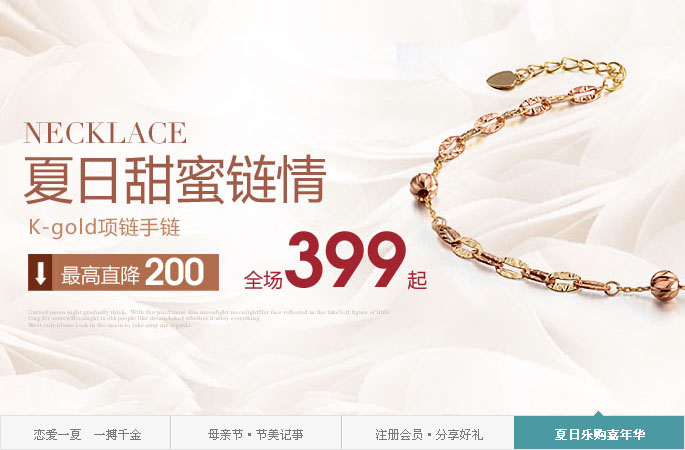 NECKLACE
夏日甜蜜链情
K-gold项链手链
最高直降200
全场399起
恋爱一夏 一搏千金
母亲节·节美记事
注册会员·分享好礼
夏日乐购嘉年华